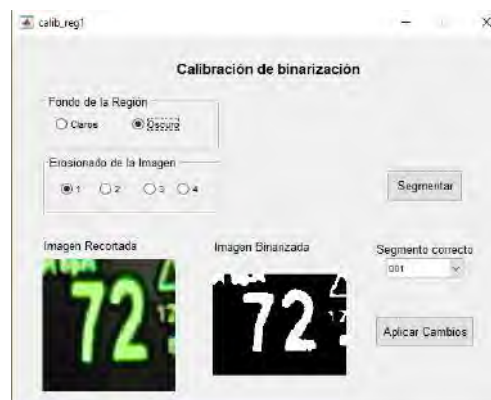 calib_reg1
Calibración de binarización
Fondo de la Región
Claros Oscuro
Erosionado de la Imagen
1 2 3 4
Segmentar
Imagen Recortada Imagen Binarizada Segmento correcto
001
72 72
Aplicar Cambios